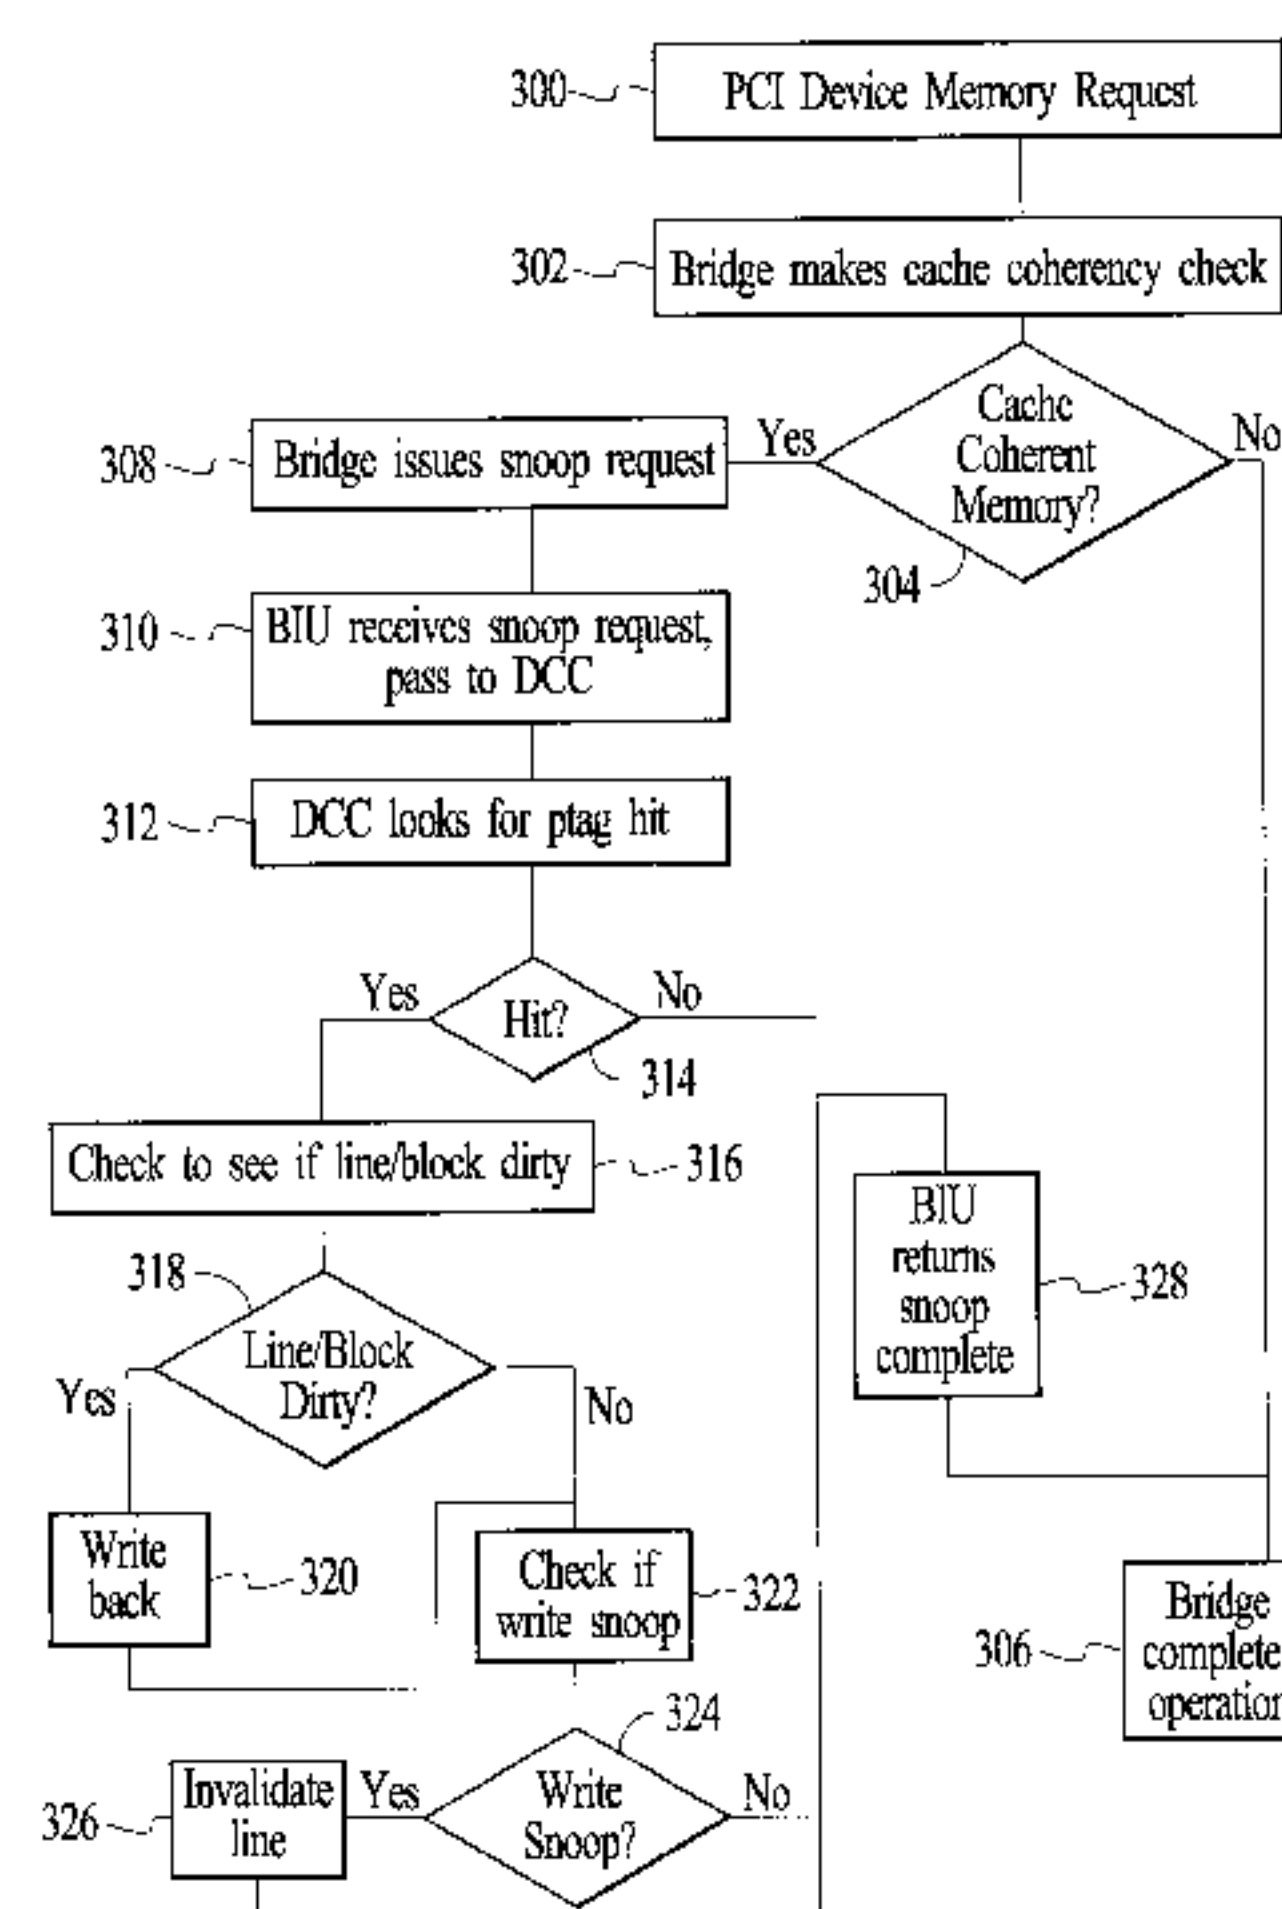 300
PCI Device Memory Request
302
Bridge makes cache coherency check
Cache
Coherent
Memory?
Yes
No
304
308
Bridge issues snoop request
310
BIU receives snoop request,
pass to DCC
312
DCC looks for ptag hit
Yes
Hit?
No
314
Check to see if line/block dirty
316
BIU
returns
snoop
complete
328
318
Line/Block
Dirty?
Yes
No
Write
back
320
Check if
write snoop
322
306
Bridge
complete
operation
324
326
Invalidate
line
Yes
Write
Snoop?
No